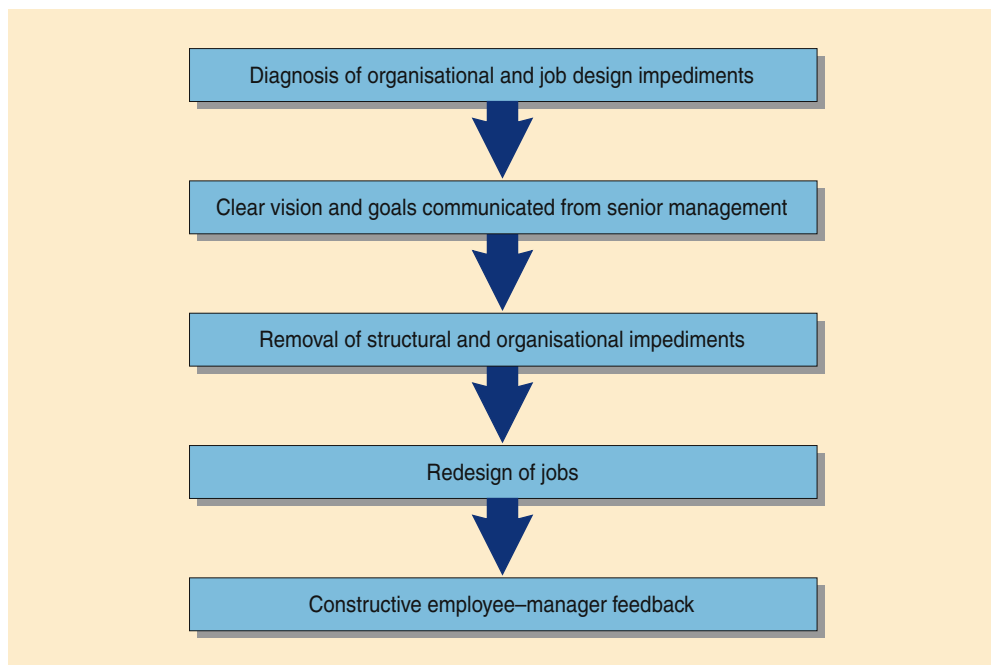 Diagnosis of organisational and job design impediments
Clear vision and goals communicated from senior management
Removal of structural and organisational impediments
Redesign of jobs
Constructive employee–manager feedback